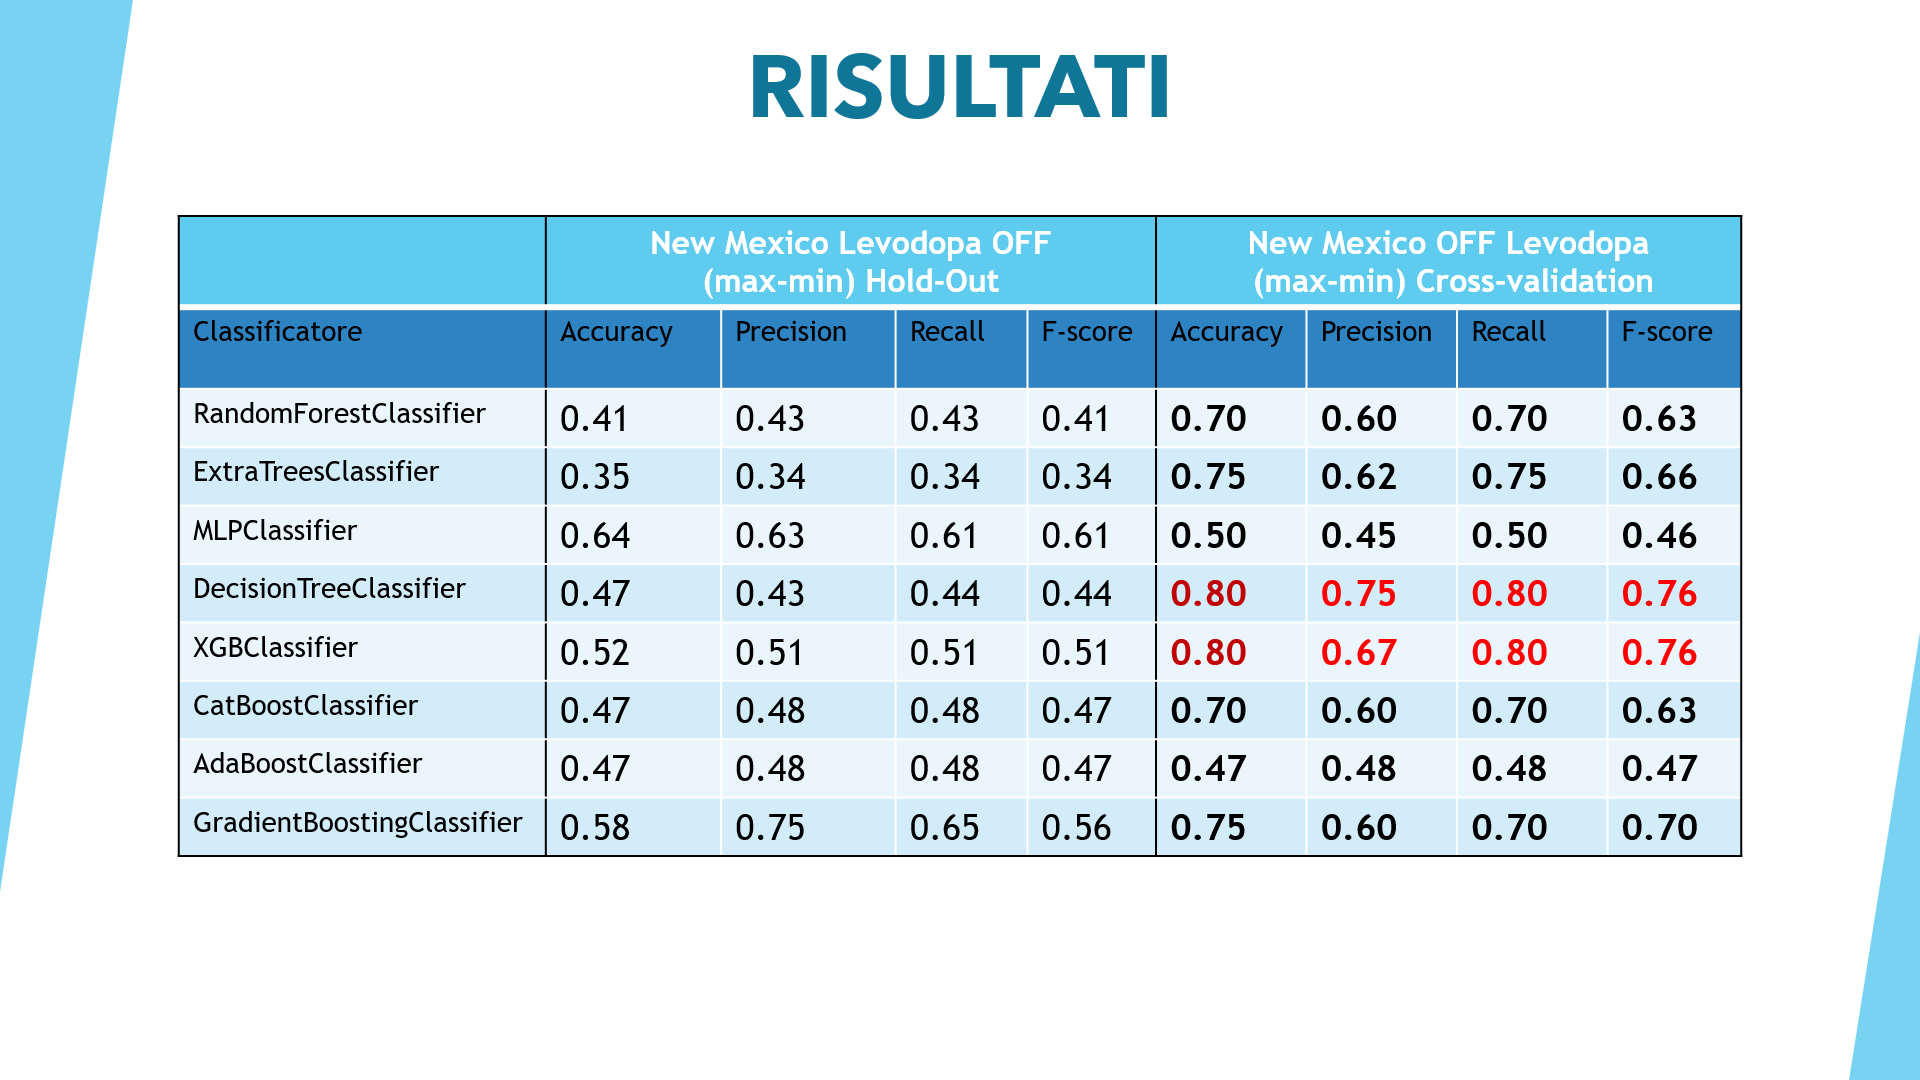 RISULTATI
New Mexico Levodopa OFF
(max-min) Hold-Out
New Mexico OFF Levodopa
(max-min) Cross-validation
Classificatore Accuracy Precision Recall F-score Accuracy Precision Recall F-score
RandomForestClassifier 0.41 0.43 0.43 0.41 0.70 0.60 0.70 0.63
ExtraTreesClassifier 0.35 0.34 0.34 0.34 0.75 0.62 0.75 0.66
MLPClassifier 0.64 0.63 0.61 0.61 0.50 0.45 0.50 0.46
DecisionTreeClassifier 0.47 0.43 0.44 0.44 0.80 0.75 0.80 0.76
XGBClassifier 0.52 0.51 0.51 0.51 0.80 0.67 0.80 0.76
CatBoostClassifier 0.47 0.48 0.48 0.47 0.70 0.60 0.70 0.63
AdaBoostClassifier 0.47 0.48 0.48 0.47 0.47 0.48 0.48 0.47
GradientBoostingClassifier 0.58 0.75 0.65 0.56 0.75 0.60 0.70 0.70